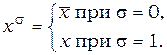 x^σ = { x̅ при σ = 0,
x при σ = 1.